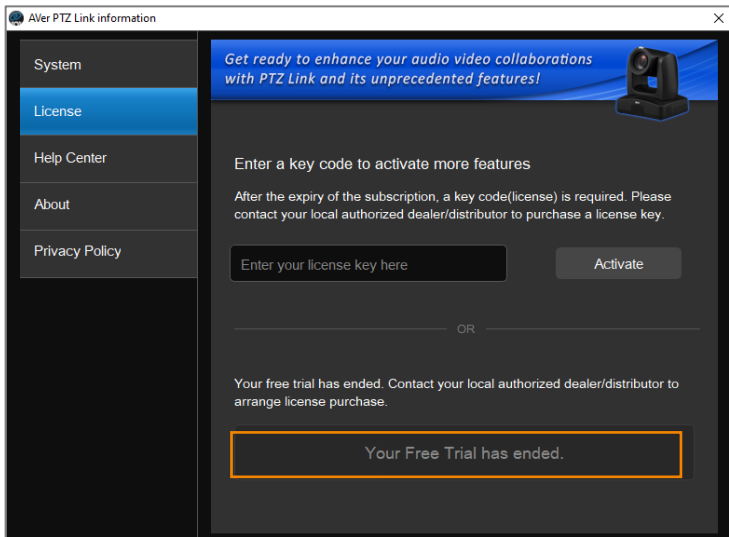 AVer PTZ Link information
System
License
Help Center
About
Privacy Policy
Get ready to enhance your audio video collaborations
with PTZ Link and its unprecedented features!
Enter a key code to activate more features
After the expiry of the subscription, a key code(license) is required. Please
contact your local authorized dealer/distributor to purchase a license key.
Enter your license key here
Activate
OR
Your free trial has ended. Contact your local authorized dealer/distributor to
arrange license purchase.
Your Free Trial has ended.